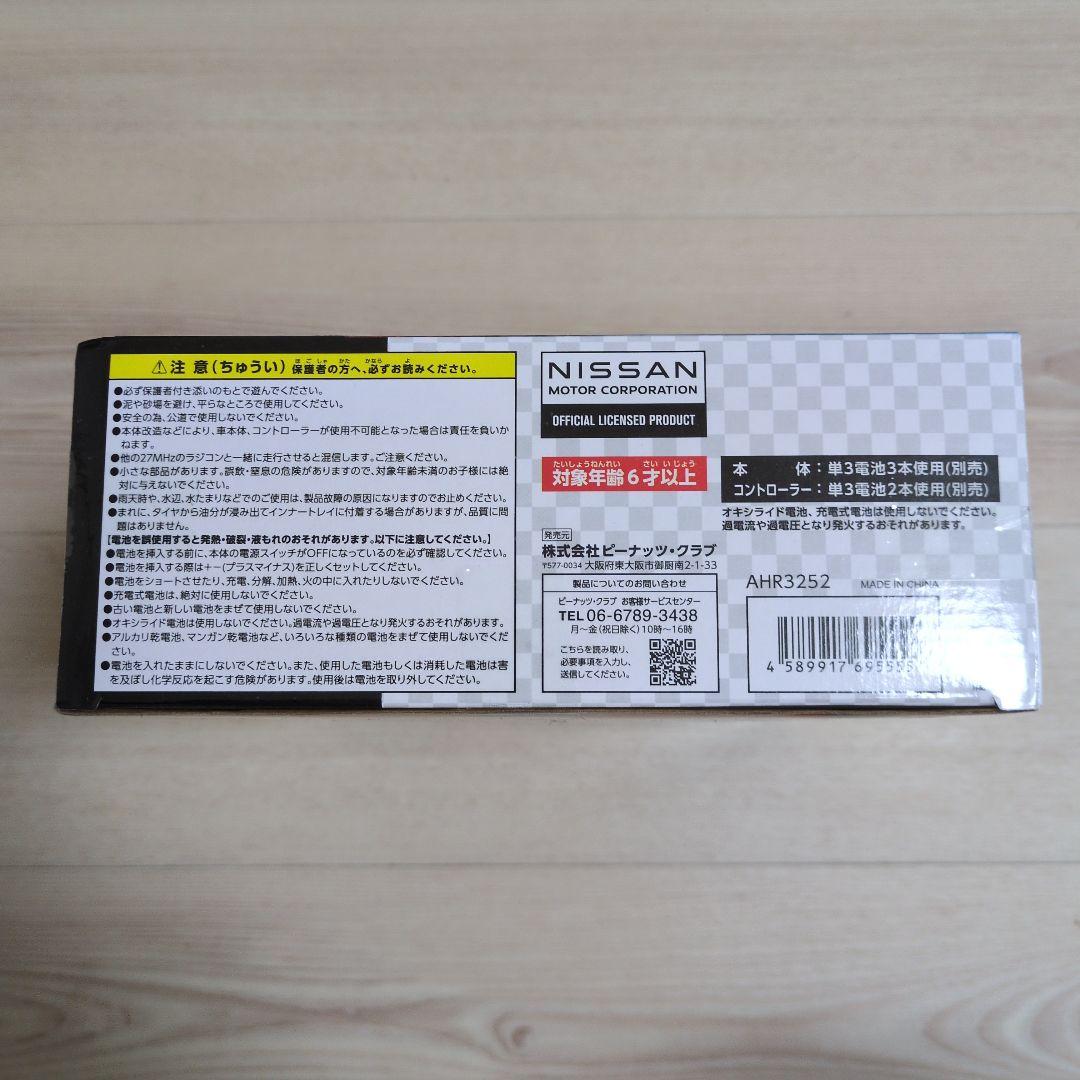 ⚠注 意(ちゅうい) 保護者の方へ、必ずお読みください。
ほ ご しゃ かた かなら よ
●必ず保護者付き添いのもとで遊んでください。
●泥や砂場を避け、平らなところで使用してください。
●安全の為、公道で使用しないでください。
●本体改造などにより、車本体、コントローラーが使用不可能となった場合は責任を負いか
ねます。
●他の27MHzのラジコンと一緒に走行させると混信します。ご注意ください。
●小さな部品があります。誤飲・窒息の危険がありますので、対象年齢未満のお子様には絶
対に与えないでください。
●雨天時や、水辺、水たまりなどでのご使用は、製品故障の原因になりますのでお止めください。
●まれに、タイヤから油分が浸み出てインナートレイに付着する場合がありますが、品質に問
題はありません。
【電池を誤使用すると発熱・破裂・液もれのおそれがあります。以下に注意してください。】
●電池を挿入する前に、本体の電源スイッチがOFFになっているのを必ず確認してください。
●電池を挿入する際は+-(プラスマイナス)を正しくセットしてください。
●電池をショートさせたり、充電、分解、加熱、火の中に入れたりしないでください。
●充電式電池は、絶対に使用しないでください。
●古い電池と新しい電池をまぜて使用しないでください。
●オキシライド電池は使用しないでください。過電流や過電圧となり発火するおそれがあります。
●アルカリ乾電池、マンガン乾電池など、いろいろな種類の電池をまぜて使用しないでくだ
さい。
●電池を入れたままにしないでください。また、使用した電池もしくは消耗した電池は害
を及ぼし化学反応を起こす危険があります。使用後は電池を取り外してください。
NISSAN
MOTOR CORPORATION
OFFICIAL LICENSED PRODUCT
たいしょうねんれい さい いじょう
対象年齢6才以上
発売元
株式会社ピーナッツ・クラブ
〒577-0034 大阪府東大阪市御厨南2-1-33
製品についてのお問い合わせ
ピーナッツ・クラブ お客様サービスセンター
TEL 06-6789-3438
月~金(祝日除く)10時~16時
こちらを読み取り、
必要事項を入力し、
送信してください。
本 体:単3電池3本使用(別売)
コントローラー:単3電池2本使用(別売)
オキシライド電池、充電式電池は使用しないでください。
過電流や過電圧となり発火するおそれがあります。
AHR3252 MADE IN CHINA
4 589917